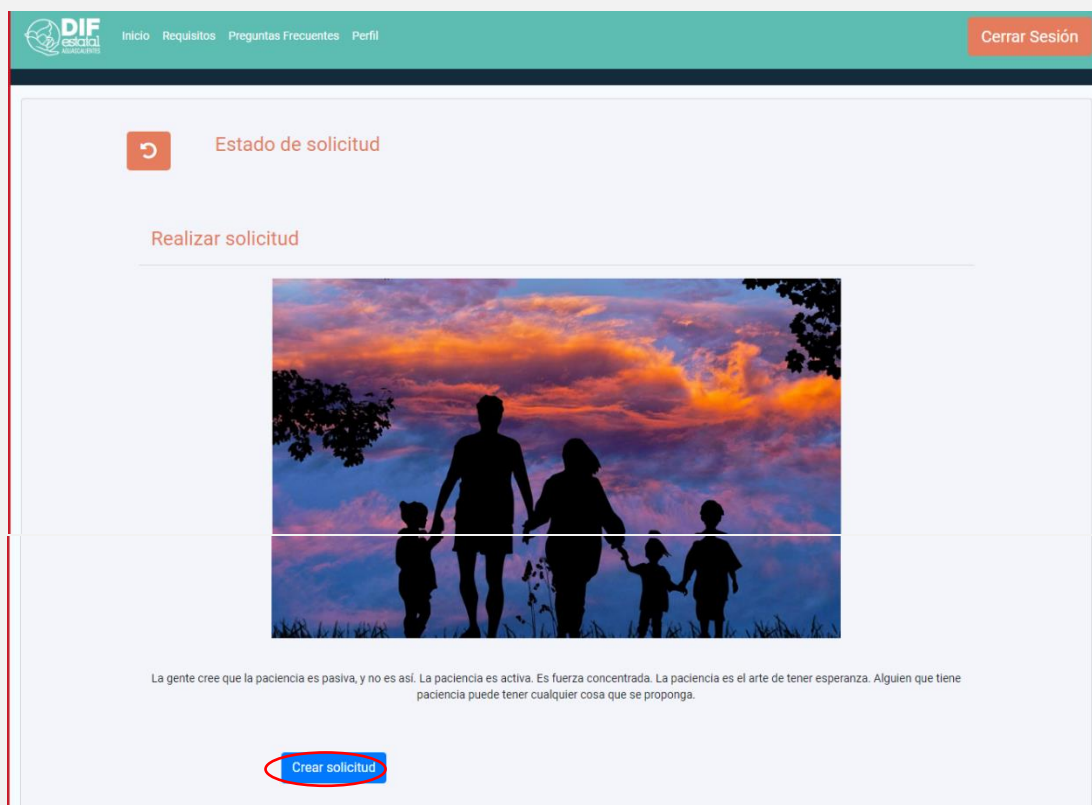 DIF
estatal
AGUASCALIENTES
Inicio Requisitos Preguntas Frecuentes Perfil
Cerrar Sesión
Estado de solicitud
Realizar solicitud
La gente cree que la paciencia es pasiva, y no es así. La paciencia es activa. Es fuerza concentrada. La paciencia es el arte de tener esperanza. Alguien que tiene
paciencia puede tener cualquier cosa que se proponga.
Crear solicitud